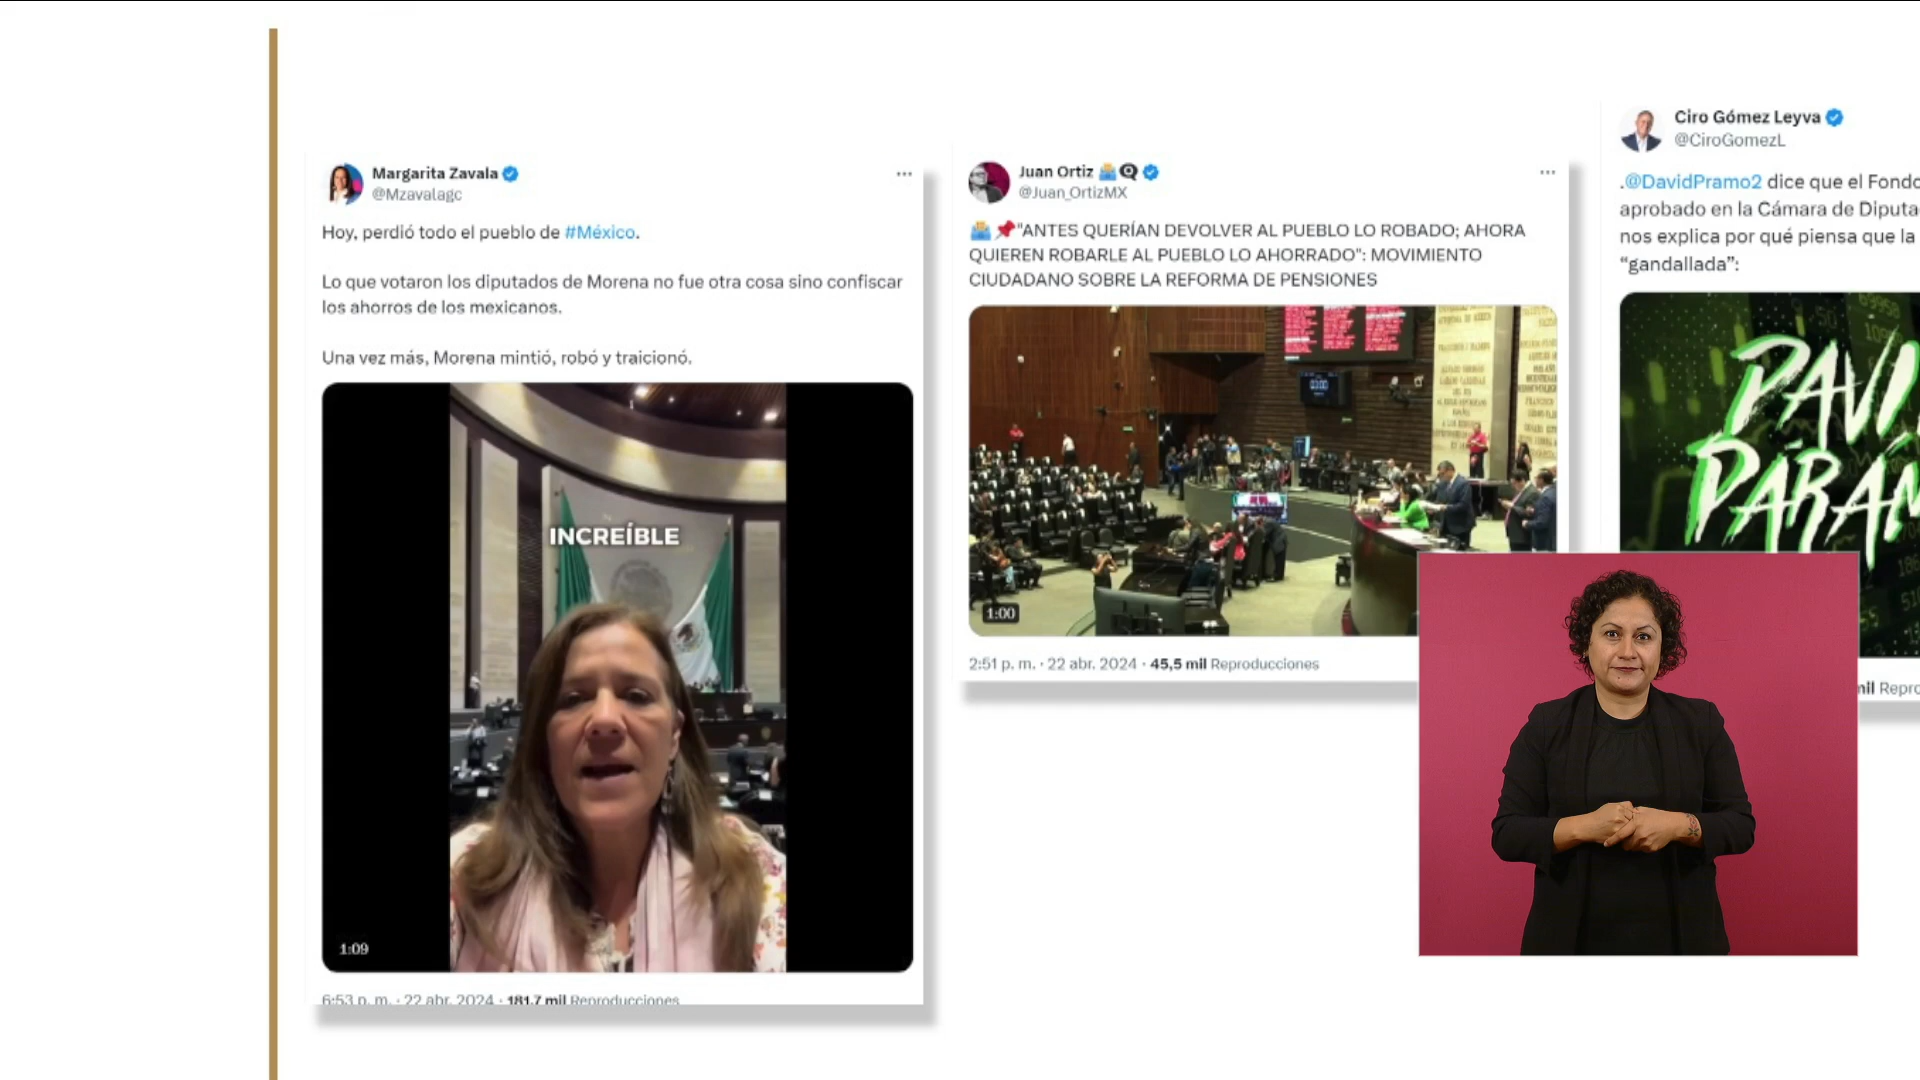 Margarita Zavala
@Mzavalagc
Hoy, perdió todo el pueblo de #México.
Lo que votaron los diputados de Morena no fue otra cosa sino confiscar
los ahorros de los mexicanos.
Una vez más, Morena mintió, robó y traicionó.
INCREÍBLE
1:09
6:53 p. m. · 22 abr. 2024 · 181,7 mil Reproducciones
Juan Ortiz
@Juan_OrtizMX
"ANTES QUERÍAN DEVOLVER AL PUEBLO LO ROBADO; AHORA
QUIEREN ROBARLE AL PUEBLO LO AHORRADO": MOVIMIENTO
CIUDADANO SOBRE LA REFORMA DE PENSIONES
1:00
2:51 p. m. · 22 abr. 2024 · 45,5 mil Reproducciones
Ciro Gómez Leyva
@CiroGomezL
.@DavidPramo2 dice que el Fondo
aprobado en la Cámara de Diputa
nos explica por qué piensa que la
“gandallada”:
DAVI
PÁRAM
mil Repro